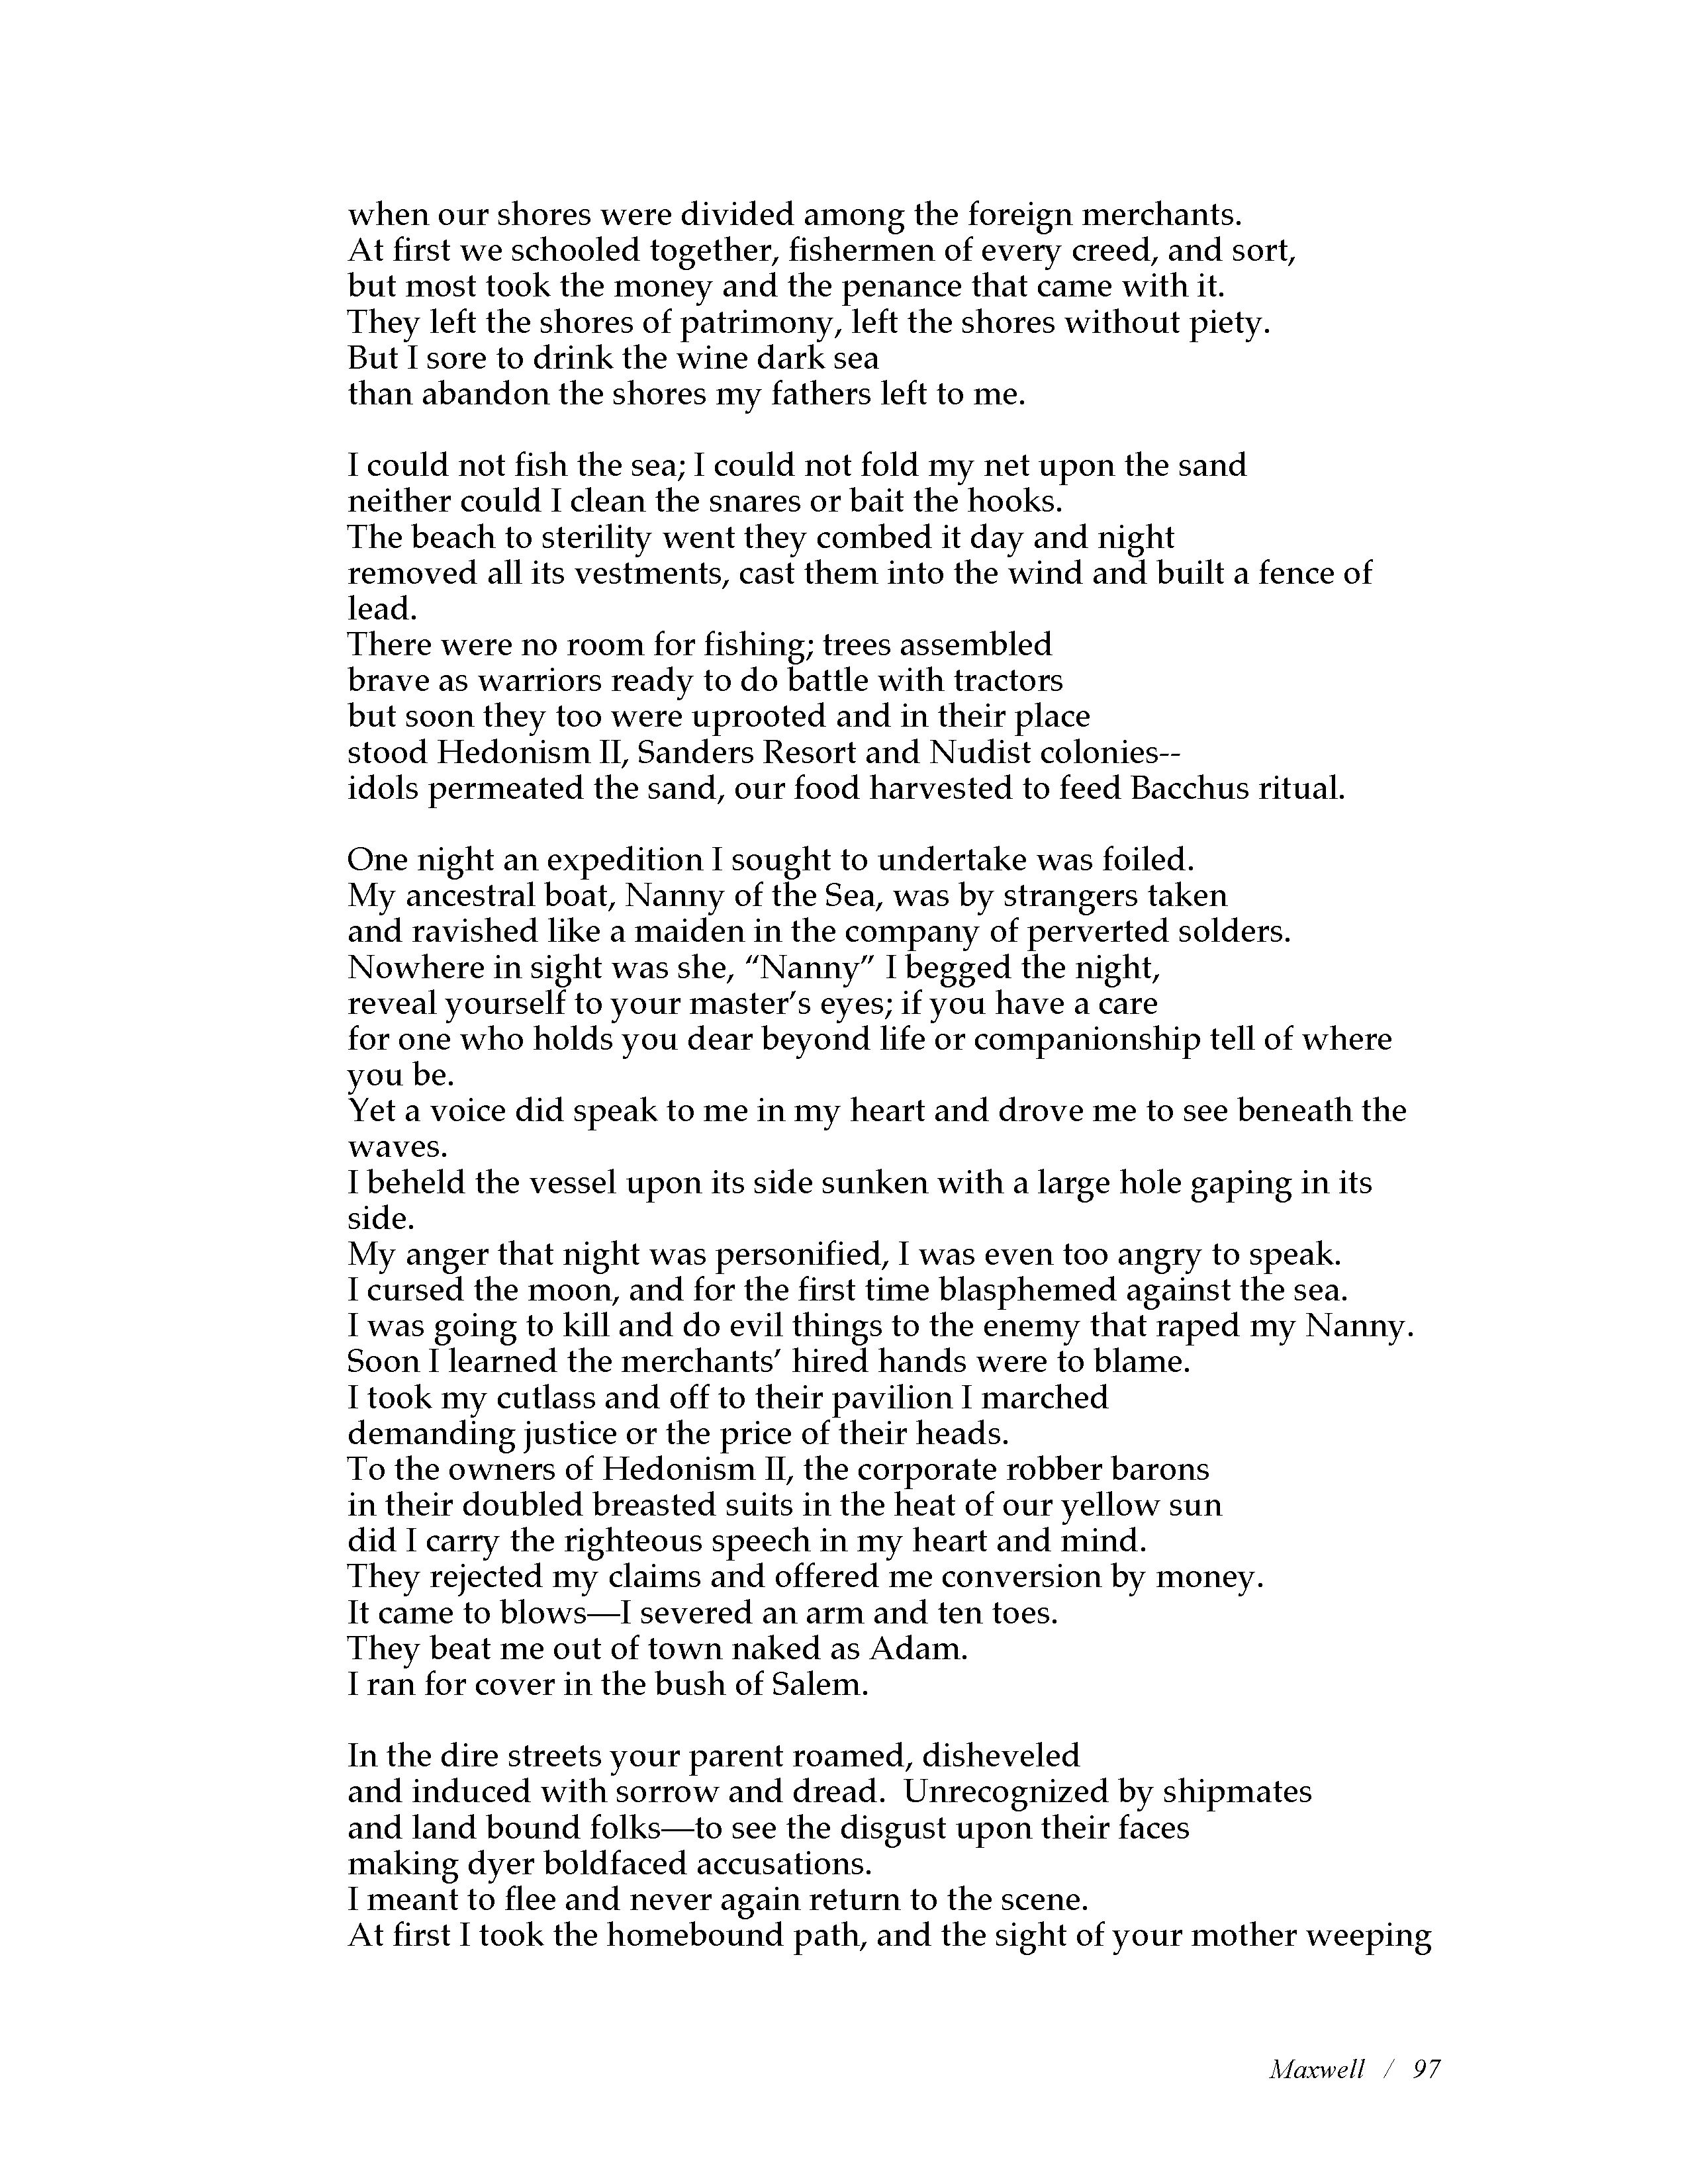 when our shores were divided among the foreign merchants.
At first we schooled together, fishermen of every creed, and sort,
but most took the money and the penance that came with it.
They left the shores of patrimony, left the shores without piety.
But I sore to drink the wine dark sea
than abandon the shores my fathers left to me.

I could not fish the sea; I could not fold my net upon the sand
neither could I clean the snares or bait the hooks.
The beach to sterility went they combed it day and night
removed all its vestments, cast them into the wind and built a fence of
lead.
There were no room for fishing; trees assembled
brave as warriors ready to do battle with tractors
but soon they too were uprooted and in their place
stood Hedonism II, Sanders Resort and Nudist colonies--
idols permeated the sand, our food harvested to feed Bacchus ritual.

One night an expedition I sought to undertake was foiled.
My ancestral boat, Nanny of the Sea, was by strangers taken
and ravished like a maiden in the company of perverted solders.
Nowhere in sight was she, “Nanny” I begged the night,
reveal yourself to your master’s eyes; if you have a care
for one who holds you dear beyond life or companionship tell of where
you be.
Yet a voice did speak to me in my heart and drove me to see beneath the
waves.
I beheld the vessel upon its side sunken with a large hole gaping in its
side.
My anger that night was personified, I was even too angry to speak.
I cursed the moon, and for the first time blasphemed against the sea.
I was going to kill and do evil things to the enemy that raped my Nanny.
Soon I learned the merchants’ hired hands were to blame.
I took my cutlass and off to their pavilion I marched
demanding justice or the price of their heads.
To the owners of Hedonism II, the corporate robber barons
in their doubled breasted suits in the heat of our yellow sun
did I carry the righteous speech in my heart and mind.
They rejected my claims and offered me conversion by money.
It came to blows—I severed an arm and ten toes.
They beat me out of town naked as Adam.
I ran for cover in the bush of Salem.

In the dire streets your parent roamed, disheveled
and induced with sorrow and dread.  Unrecognized by shipmates
and land bound folks—to see the disgust upon their faces
making dyer boldfaced accusations.
I meant to flee and never again return to the scene.
At first I took the homebound path, and the sight of your mother weeping

Maxwell / 97